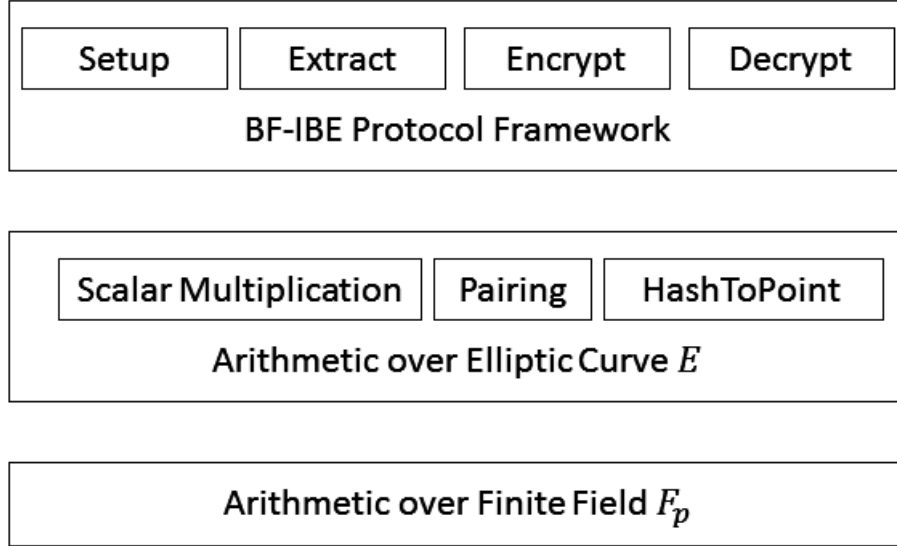 Setup Extract Encrypt Decrypt
BF-IBE Protocol Framework
Scalar Multiplication Pairing HashToPoint
Arithmetic over Elliptic Curve E
Arithmetic over Finite Field F_p